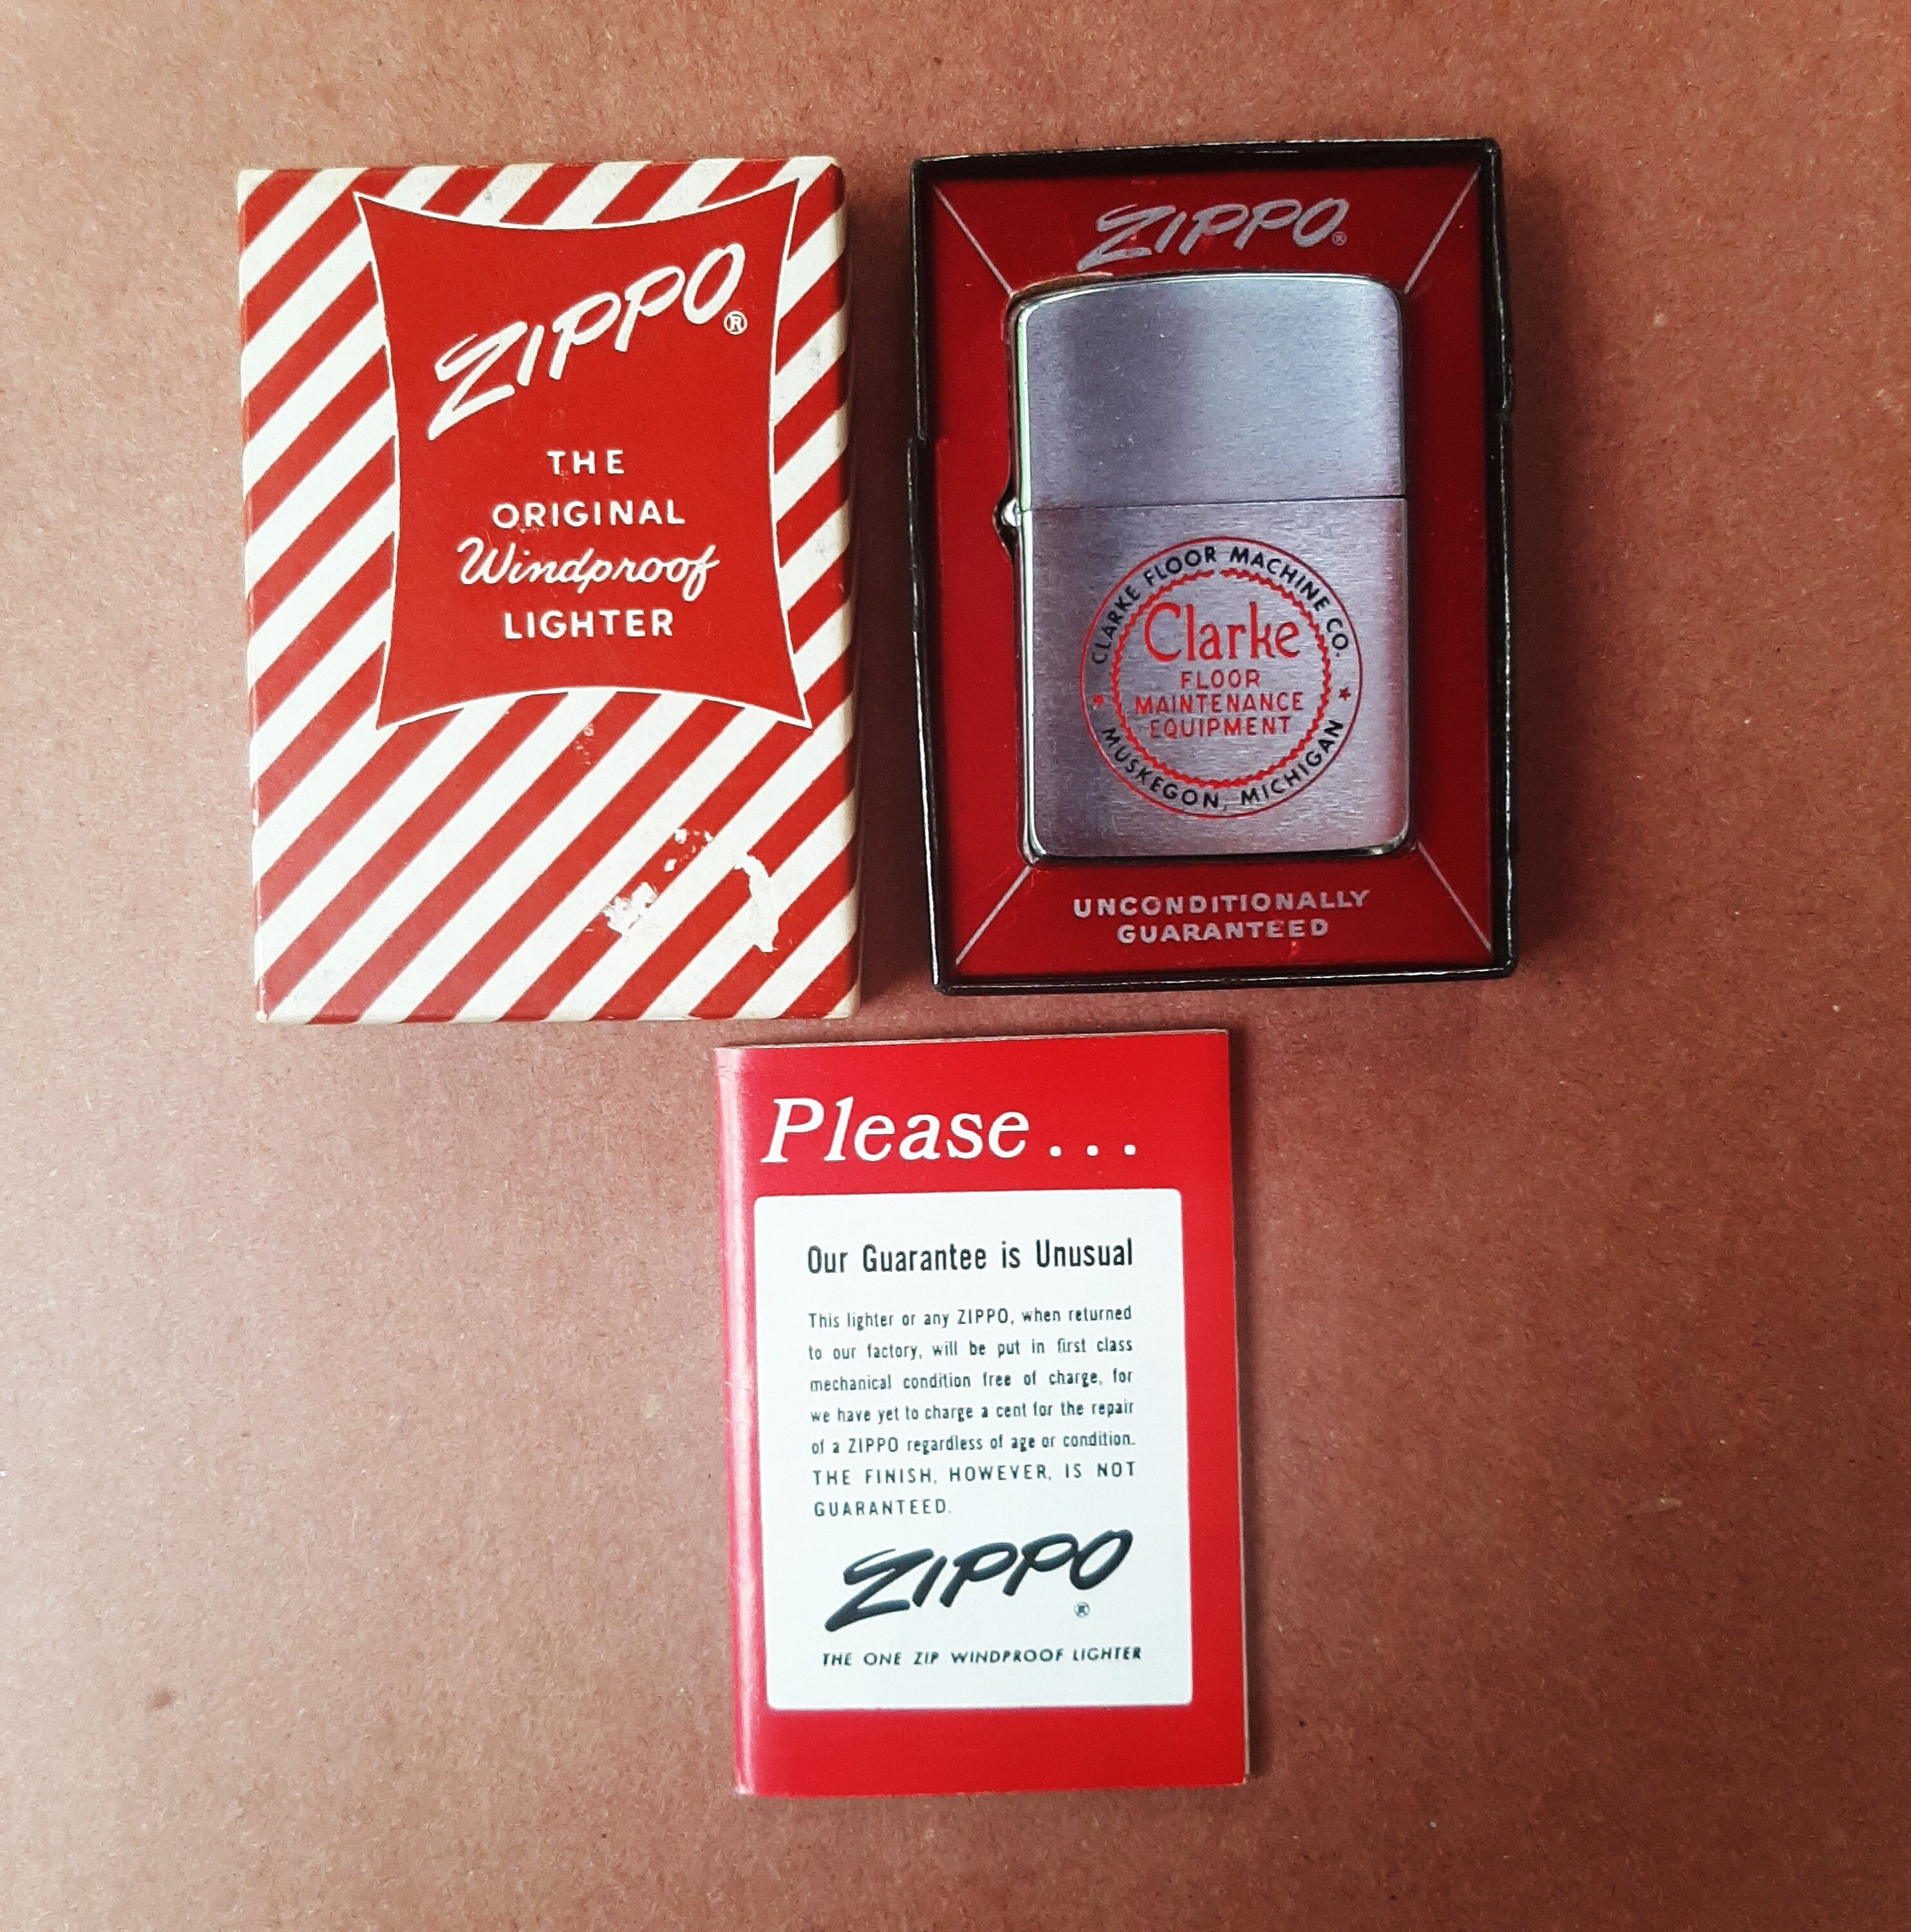 ZIPPO®
THE
ORIGINAL
Windproof
LIGHTER
ZIPPO®
CLARKE FLOOR MACHINE CO.
Clarke
FLOOR
MAINTENANCE
EQUIPMENT
MUSKEGON, MICHIGAN
UNCONDITIONALLY
GUARANTEED
Please...
Our Guarantee is Unusual
This lighter or any ZIPPO, when returned
to our factory, will be put in first class
mechanical condition free of charge, for
we have yet to charge a cent for the repair
of a ZIPPO regardless of age or condition.
THE FINISH, HOWEVER, IS NOT
GUARANTEED.
ZIPPO®
THE ONE ZIP WINDPROOF LIGHTER